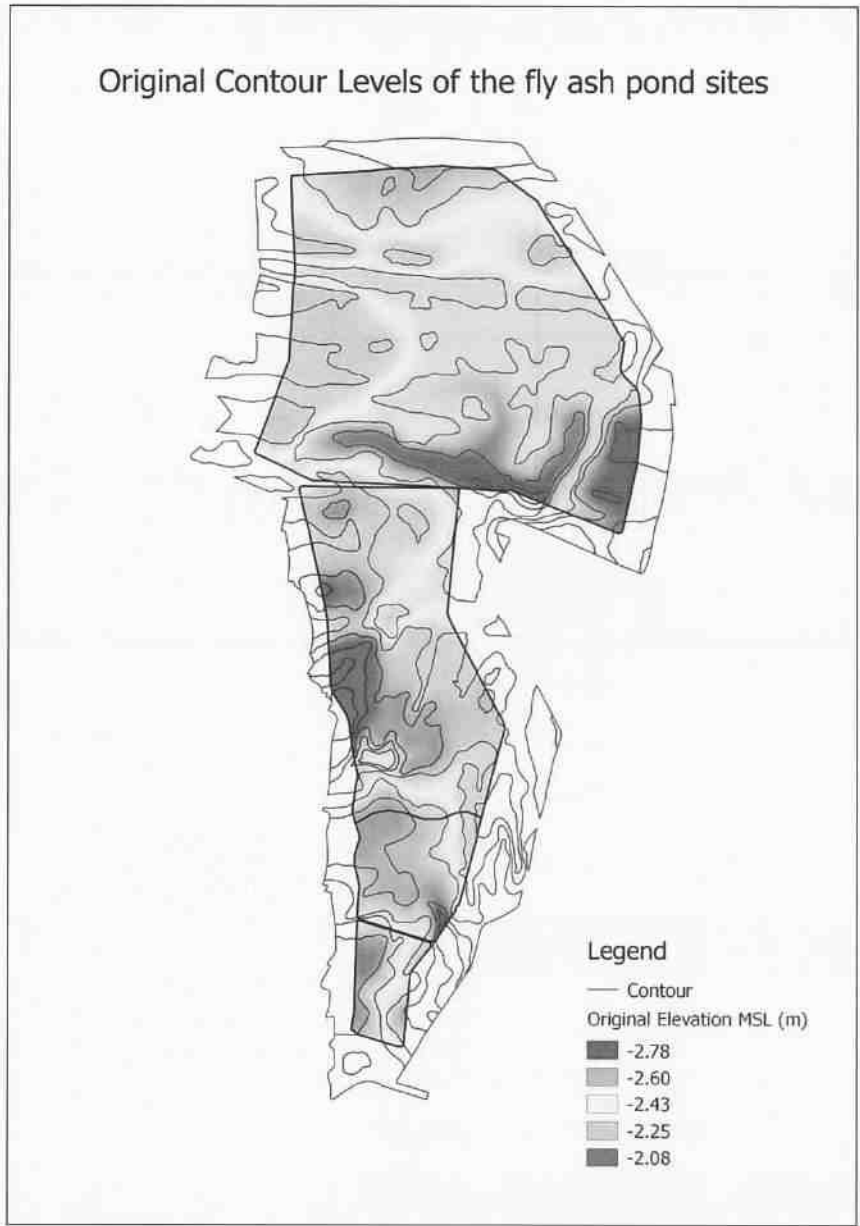 Original Contour Levels of the fly ash pond sites
Legend
Contour
Original Elevation MSL (m)
-2.78
-2.60
-2.43
-2.25
-2.08